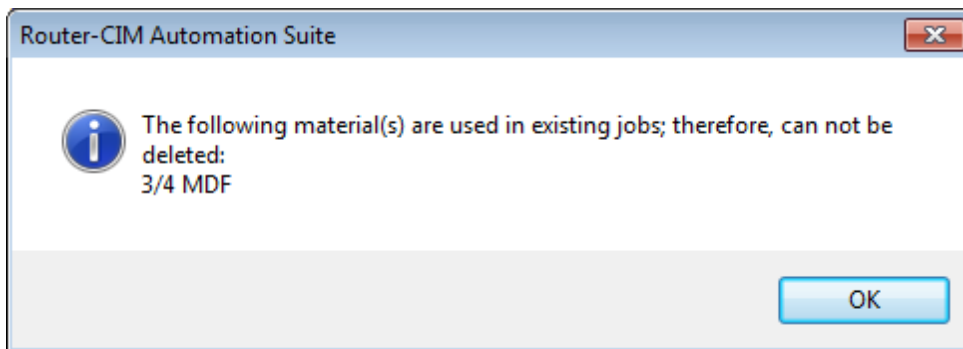 Router-CIM Automation Suite
The following material(s) are used in existing jobs; therefore, can not be
deleted:
3/4 MDF
OK